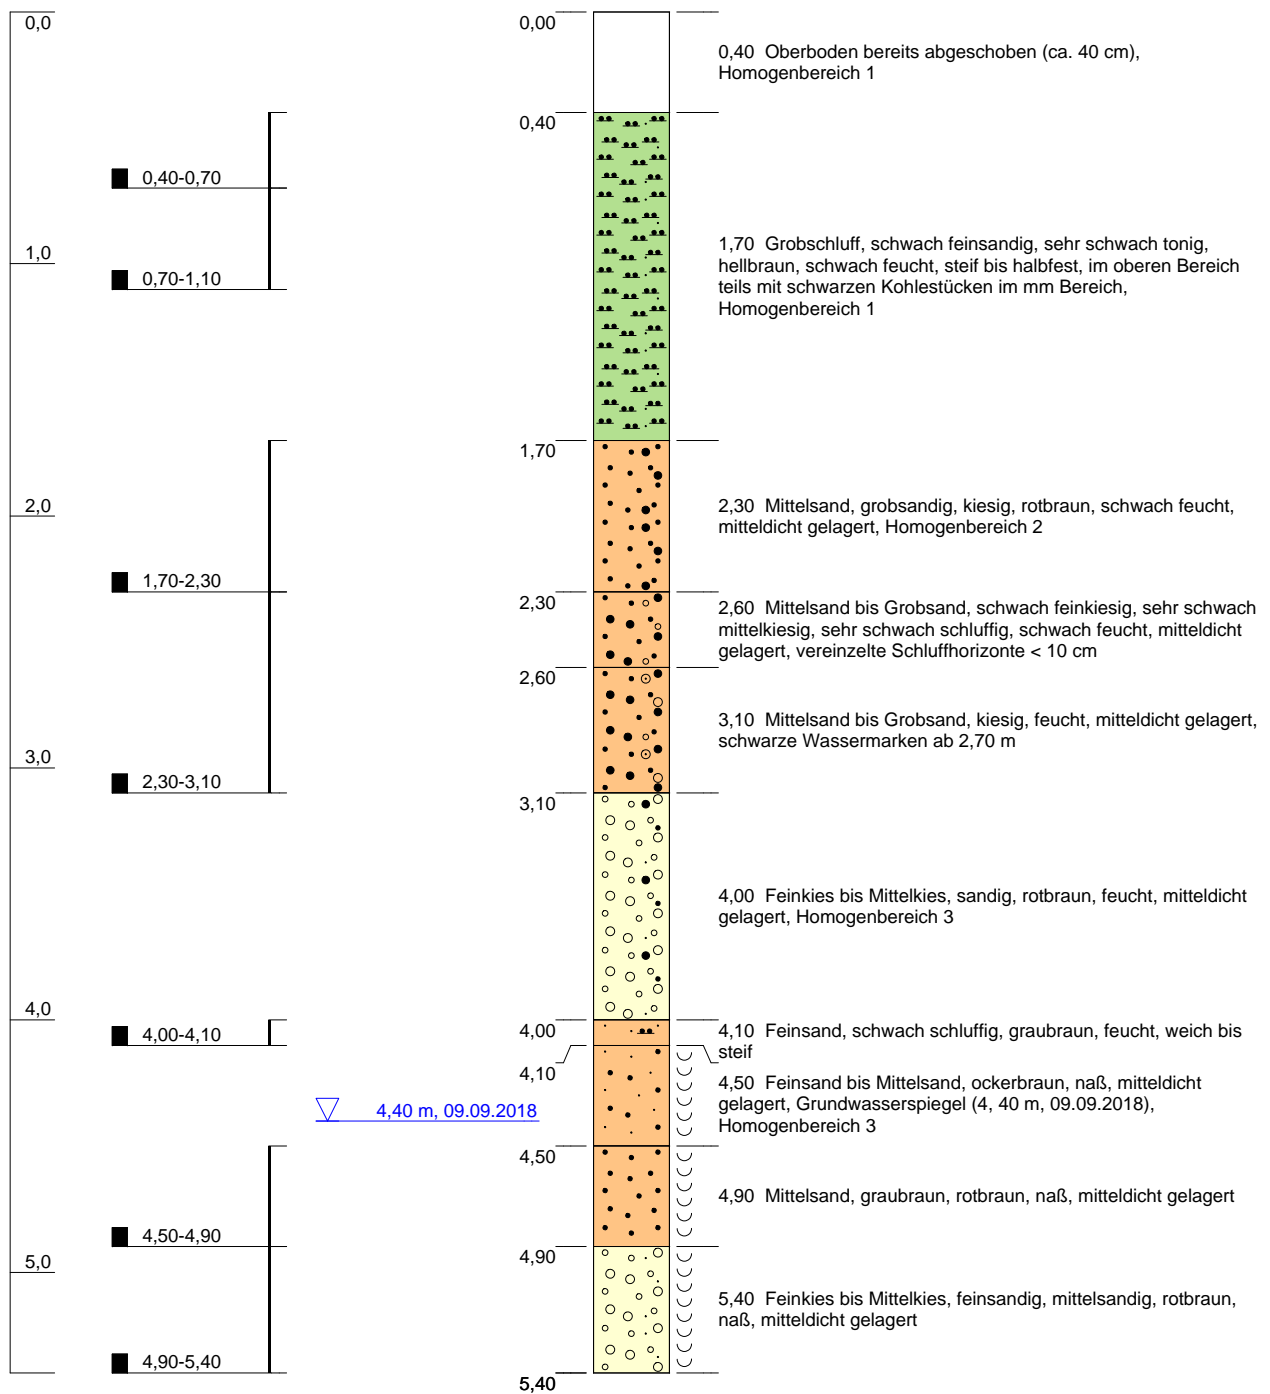 0,0
0,00
0,40 Oberboden bereits abgeschoben (ca. 40 cm),
Homogenbereich 1
0,40
0,40-0,70
1,0
0,70-1,10
1,70 Grobschluff, schwach feinsandig, sehr schwach tonig,
hellbraun, schwach feucht, steif bis halbfest, im oberen Bereich
teils mit schwarzen Kohlestücken im mm Bereich,
Homogenbereich 1
1,70
2,0
2,30 Mittelsand, grobsandig, kiesig, rotbraun, schwach feucht,
mitteldicht gelagert, Homogenbereich 2
1,70-2,30
2,30
2,60 Mittelsand bis Grobsand, schwach feinkiesig, sehr schwach
mittelkiesig, sehr schwach schluffig, schwach feucht, mitteldicht
gelagert, vereinzelte Schluffhorizonte < 10 cm
2,60
3,10 Mittelsand bis Grobsand, kiesig, feucht, mitteldicht gelagert,
schwarze Wassermarken ab 2,70 m
3,0
2,30-3,10
3,10
4,00 Feinkies bis Mittelkies, sandig, rotbraun, feucht, mitteldicht
gelagert, Homogenbereich 3
4,0
4,00-4,10
4,00
4,10 Feinsand, schwach schluffig, graubraun, feucht, weich bis
steif
4,10
4,50 Feinsand bis Mittelsand, ockerbraun, naß, mitteldicht
gelagert, Grundwasserspiegel (4, 40 m, 09.09.2018),
Homogenbereich 3
4,40 m, 09.09.2018
4,50
4,90 Mittelsand, graubraun, rotbraun, naß, mitteldicht gelagert
4,50-4,90
4,90
5,0
5,40 Feinkies bis Mittelkies, feinsandig, mittelsandig, rotbraun,
naß, mitteldicht gelagert
4,90-5,40
5,40